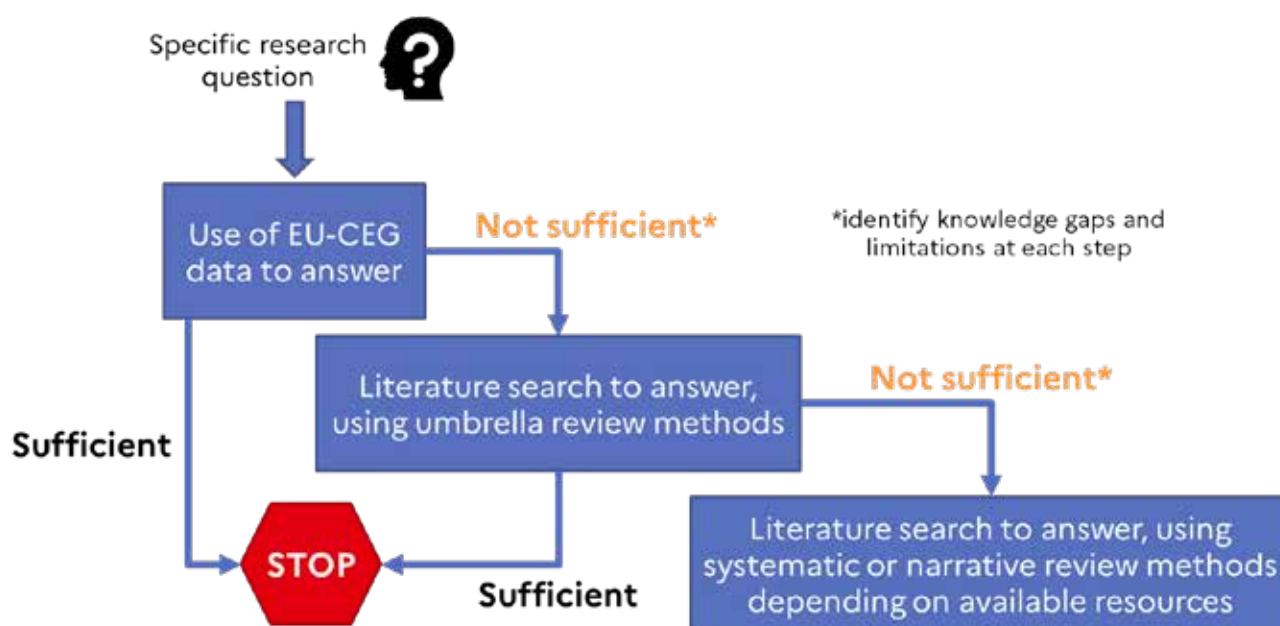 Specific research
question
?
Use of EU-CEG
data to answer
Not sufficient*
*identify knowledge gaps and
limitations at each step
Literature search to answer,
using umbrella review methods
Not sufficient*
Sufficient
STOP
Sufficient
Literature search to answer, using
systematic or narrative review methods
depending on available resources